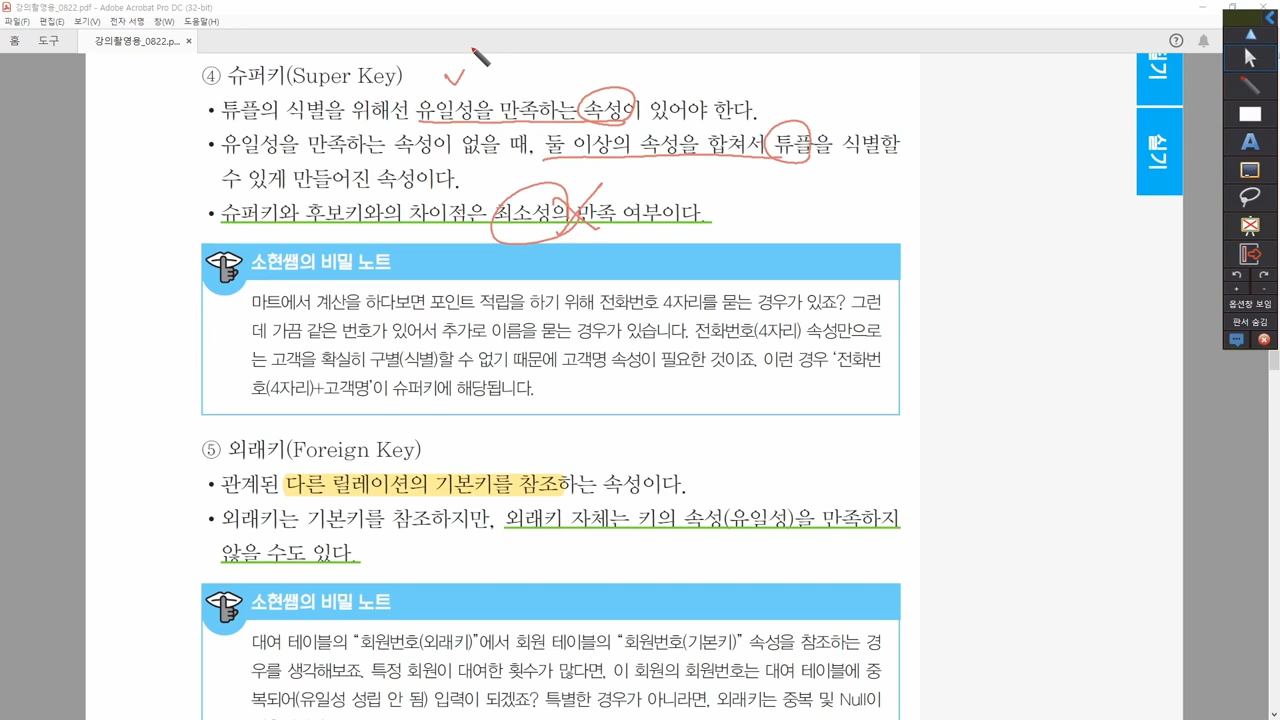 강의촬영용_0822.pdf - Adobe Acrobat Pro DC (32-bit)
파일(F) 편집(E) 보기(V) 전자 서명 창(W) 도움말(H)
홈 도구 강의촬영용_0822.p... ×
④ 슈퍼키(Super Key)
• 튜플의 식별을 위해선 유일성을 만족하는 속성이 있어야 한다.
• 유일성을 만족하는 속성이 없을 때, 둘 이상의 속성을 합쳐서 튜플을 식별할
수 있게 만들어진 속성이다.
• 슈퍼키와 후보키와의 차이점은 최소성의 만족 여부이다.
소현쌤의 비밀 노트
마트에서 계산을 하다보면 포인트 적립을 하기 위해 전화번호 4자리를 묻는 경우가 있죠? 그런
데 가끔 같은 번호가 있어서 추가로 이름을 묻는 경우가 있습니다. 전화번호(4자리) 속성만으로
는 고객을 확실히 구별(식별)할 수 없기 때문에 고객명 속성이 필요한 것이죠. 이런 경우 ‘전화번
호(4자리)+고객명’이 슈퍼키에 해당됩니다.
⑤ 외래키(Foreign Key)
• 관계된 다른 릴레이션의 기본키를 참조하는 속성이다.
• 외래키는 기본키를 참조하지만, 외래키 자체는 키의 속성(유일성)을 만족하지
않을 수도 있다.
소현쌤의 비밀 노트
대여 테이블의 “회원번호(외래키)”에서 회원 테이블의 “회원번호(기본키)” 속성을 참조하는 경
우를 생각해보죠. 특정 회원이 대여한 횟수가 많다면, 이 회원의 회원번호는 대여 테이블에 중
복되어(유일성 성립 안 됨) 입력이 되겠죠? 특별한 경우가 아니라면, 외래키는 중복 및 Null이
필기
실기
A
옵션창 보임
판서 숨김